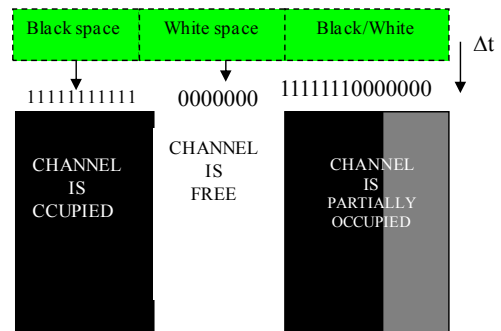 Black space
White space
Black/White
Δt
11111111111
0000000
11111110000000
CHANNEL
IS
CCUPIED
CHANNEL
IS
FREE
CHANNEL
IS
PARTIALLY
OCCUPIED